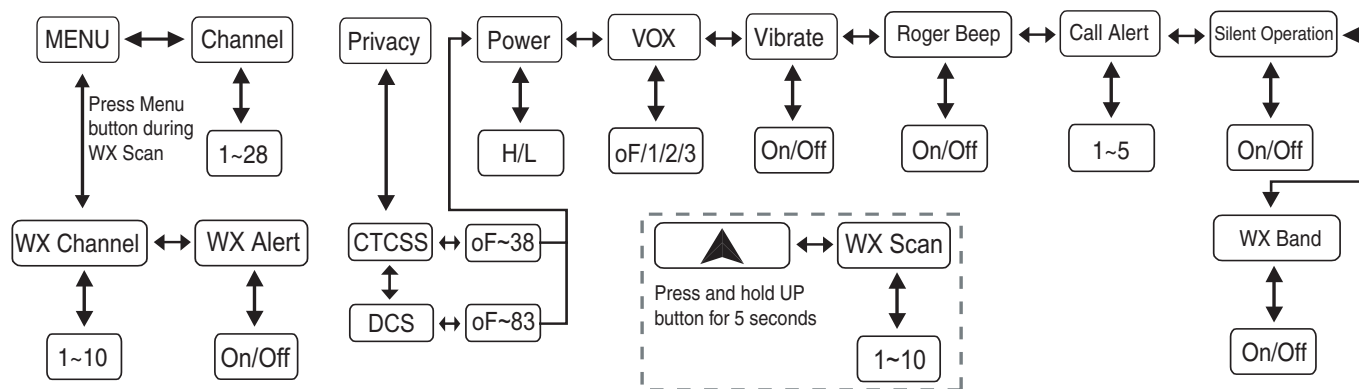 MENU
Channel
Privacy
Power
VOX
Vibrate
Roger Beep
Call Alert
Silent Operation
Press Menu
button during
WX Scan
1~28
H/L
oF/1/2/3
On/Off
On/Off
1~5
On/Off
WX Channel
WX Alert
CTCSS
oF~38
DCS
oF~83
WX Scan
Press and hold UP
button for 5 seconds
1~10
WX Band
1~10
On/Off
On/Off